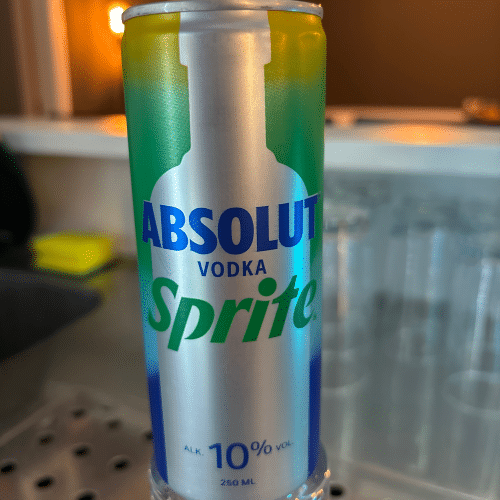 ABSOLUT
VODKA
Sprite
ALK. 10% VOL.
250 ML